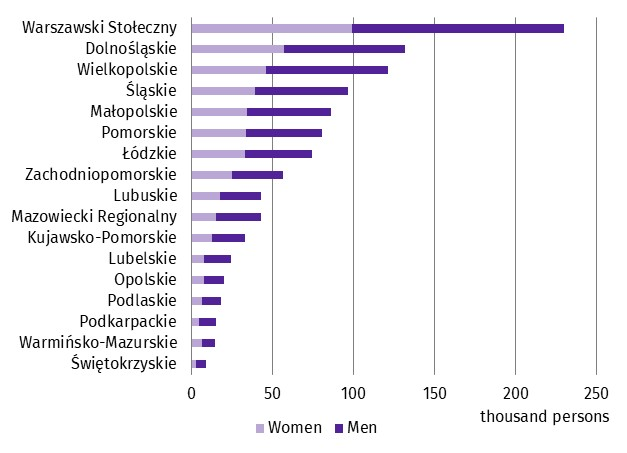 Warszawski Stołeczny
Dolnośląskie
Wielkopolskie
Śląskie
Małopolskie
Pomorskie
Łódzkie
Zachodniopomorskie
Lubuskie
Mazowiecki Regionalny
Kujawsko-Pomorskie
Lubelskie
Opolskie
Podlaskie
Podkarpackie
Warmińsko-Mazurskie
Świętokrzyskie
0 50 100 150 200 250
thousand persons
Women Men